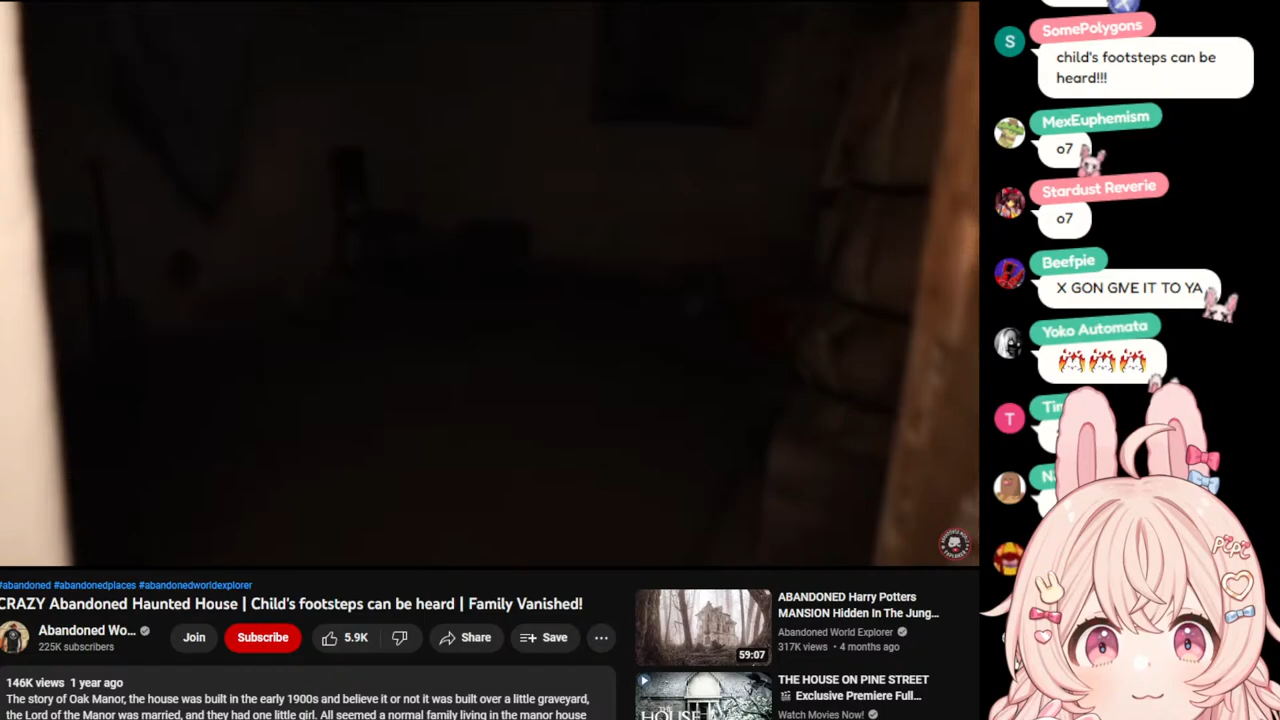 SomePolygons
child's footsteps can be
heard!!!
MexEuphemism
o7
Stardust Reverie
o7
Beefpie
X GON GIVE IT TO YA
Yoko Automata
T
S
#abandoned #abandonedplaces #abandonedworldexplorer
CRAZY Abandoned Haunted House | Child's footsteps can be heard | Family Vanished!
Abandoned Wo...
225K subscribers
Join
Subscribe
5.9K
Share
Save
146K views 1 year ago
The story of Oak Manor, the house was built in the early 1900s and believe it or not it was built over a little graveyard,
the Lord of the Manor was married, and they had one little girl. All seemed a normal family living in the manor house
59:07
ABANDONED Harry Potters
MANSION Hidden In The Jung...
Abandoned World Explorer
317K views • 4 months ago
THE HOUSE ON PINE STREET
Exclusive Premiere Full...
Watch Movies Now!
THE HOUSE
PiPi